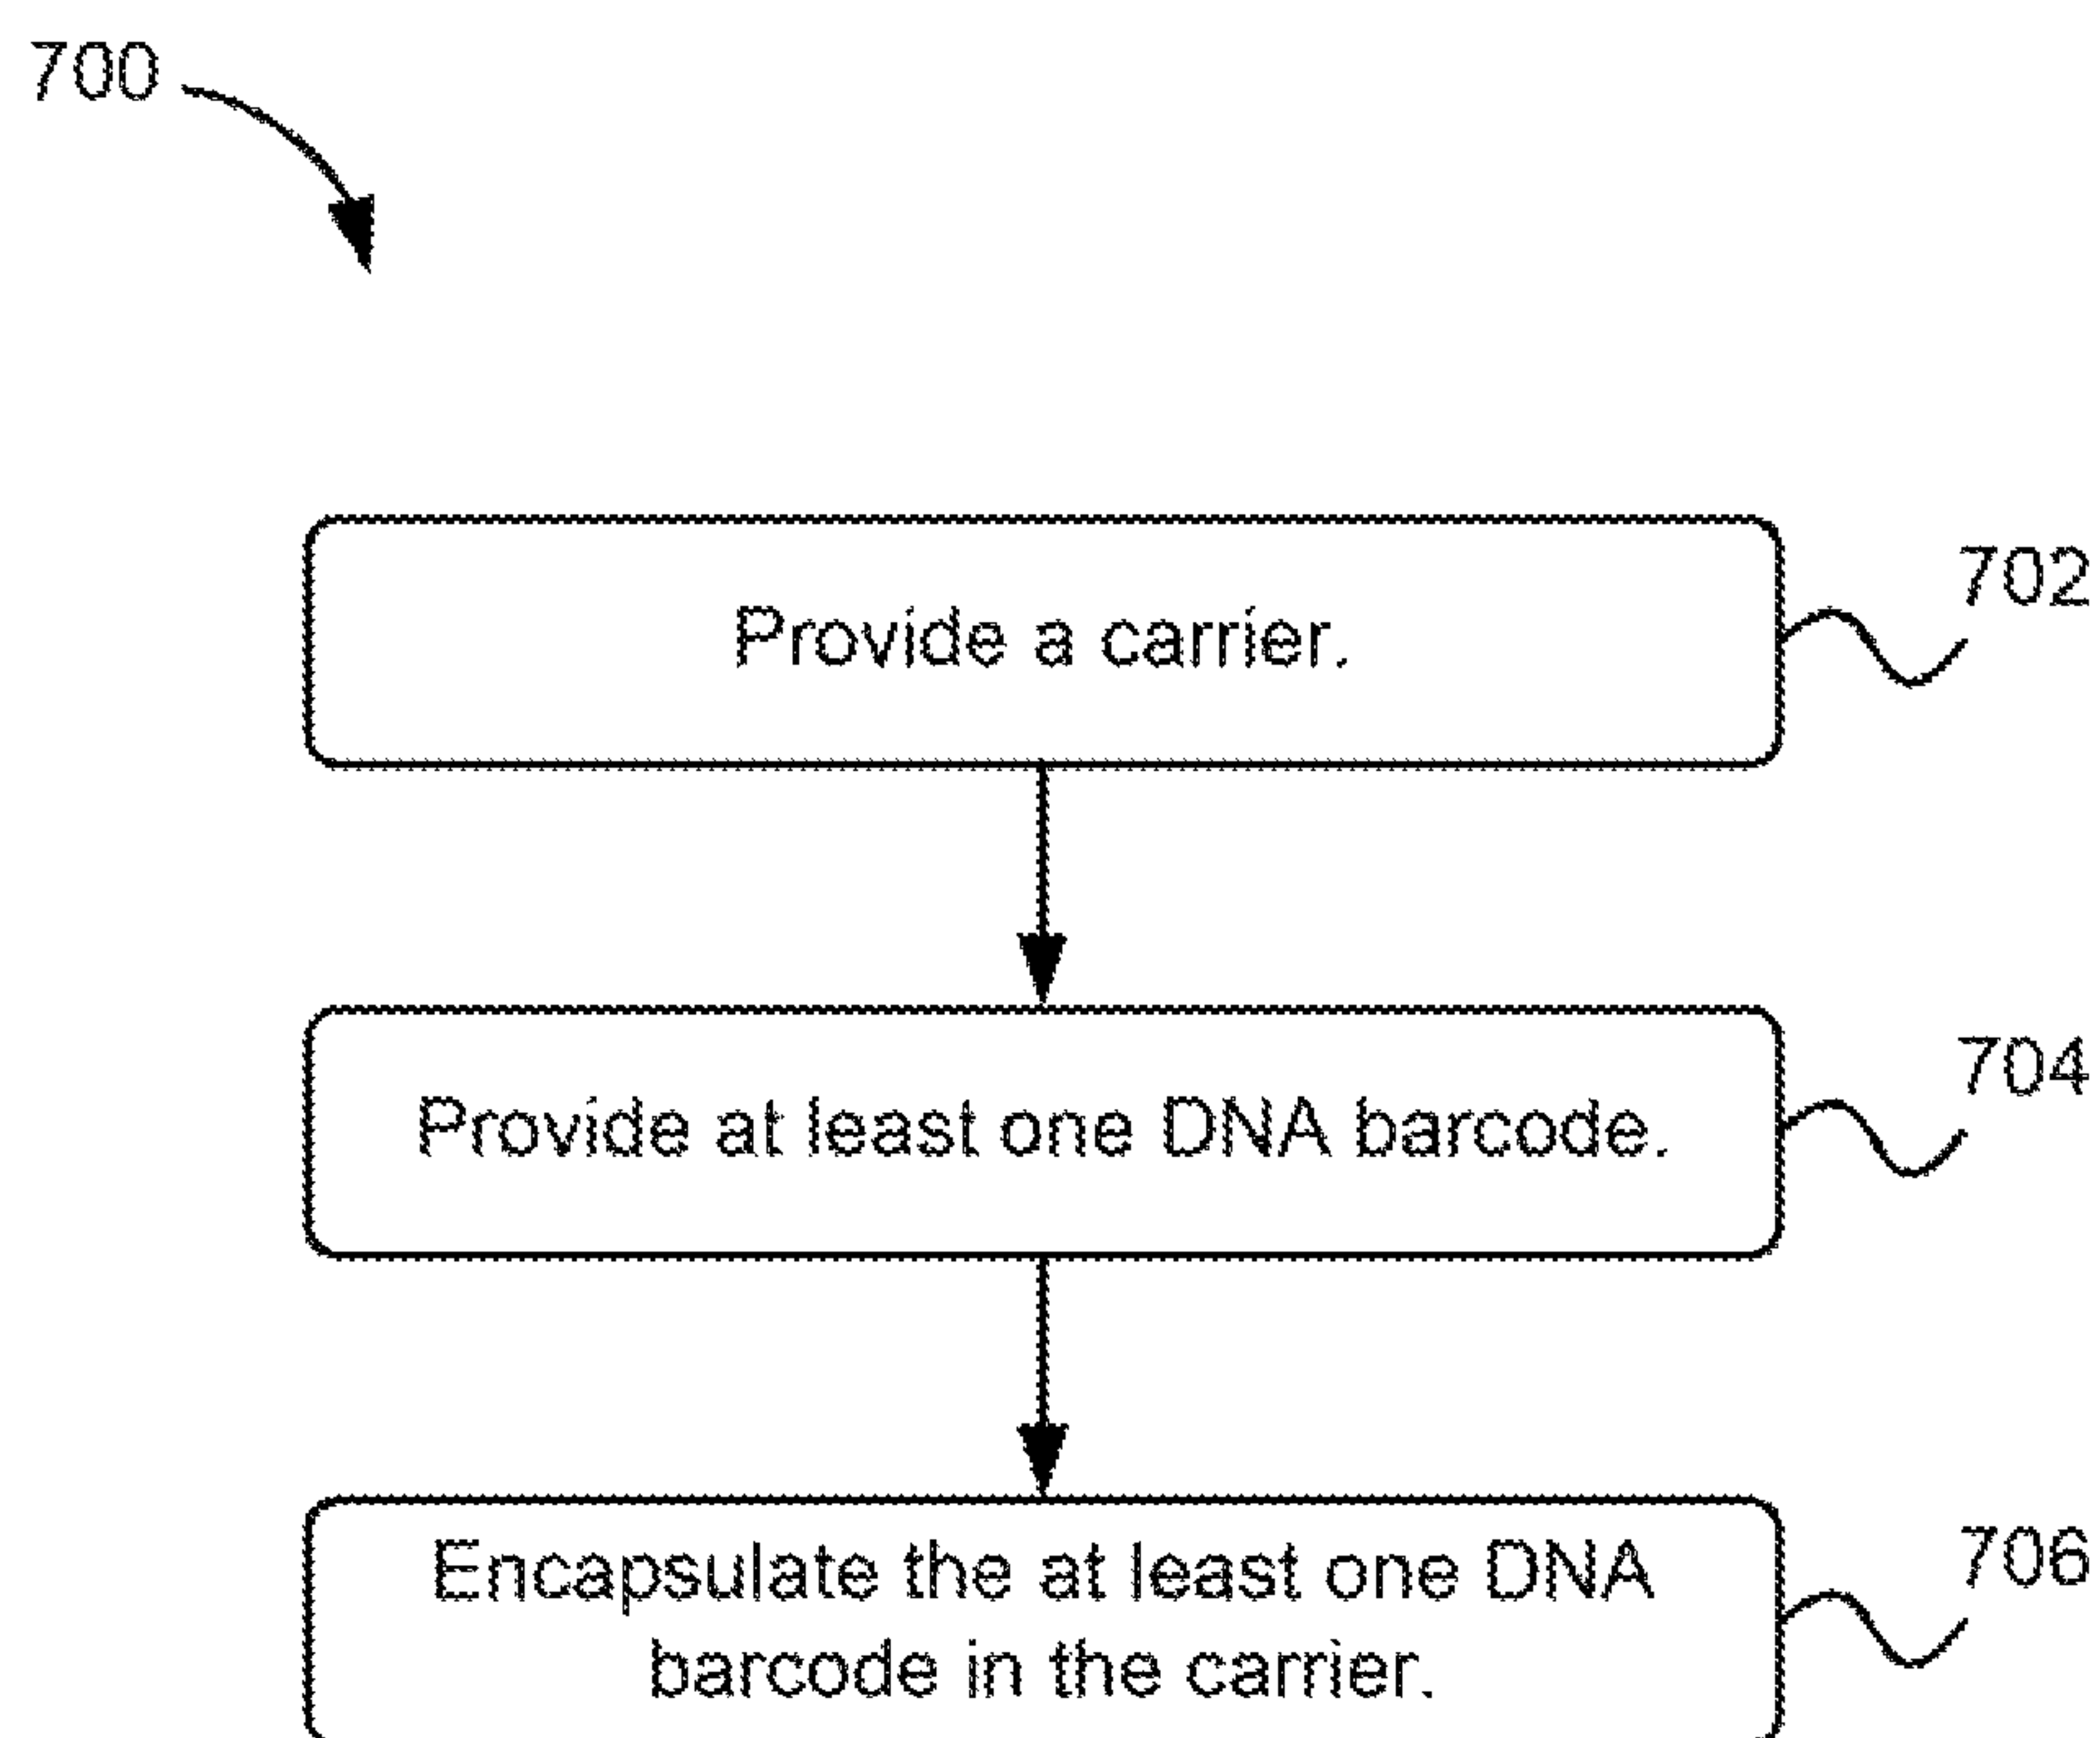 700
Provide a carrier.
702
Provide at least one DNA barcode.
704
Encapsulate the at least one DNA
barcode in the carrier.
706